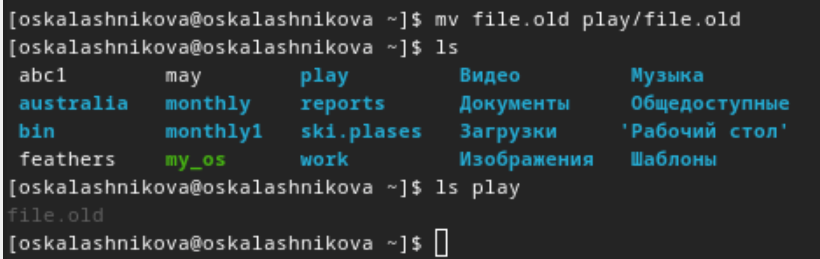 [oskalashnikova@oskalashnikova ~]$ mv file.old play/file.old
[oskalashnikova@oskalashnikova ~]$ ls
abc1 may play Видео Музыка
australia monthly reports Документы Общедоступные
bin monthly1 ski.plases Загрузки 'Рабочий стол'
feathers my_os work Изображения Шаблоны
[oskalashnikova@oskalashnikova ~]$ ls play
file.old
[oskalashnikova@oskalashnikova ~]$